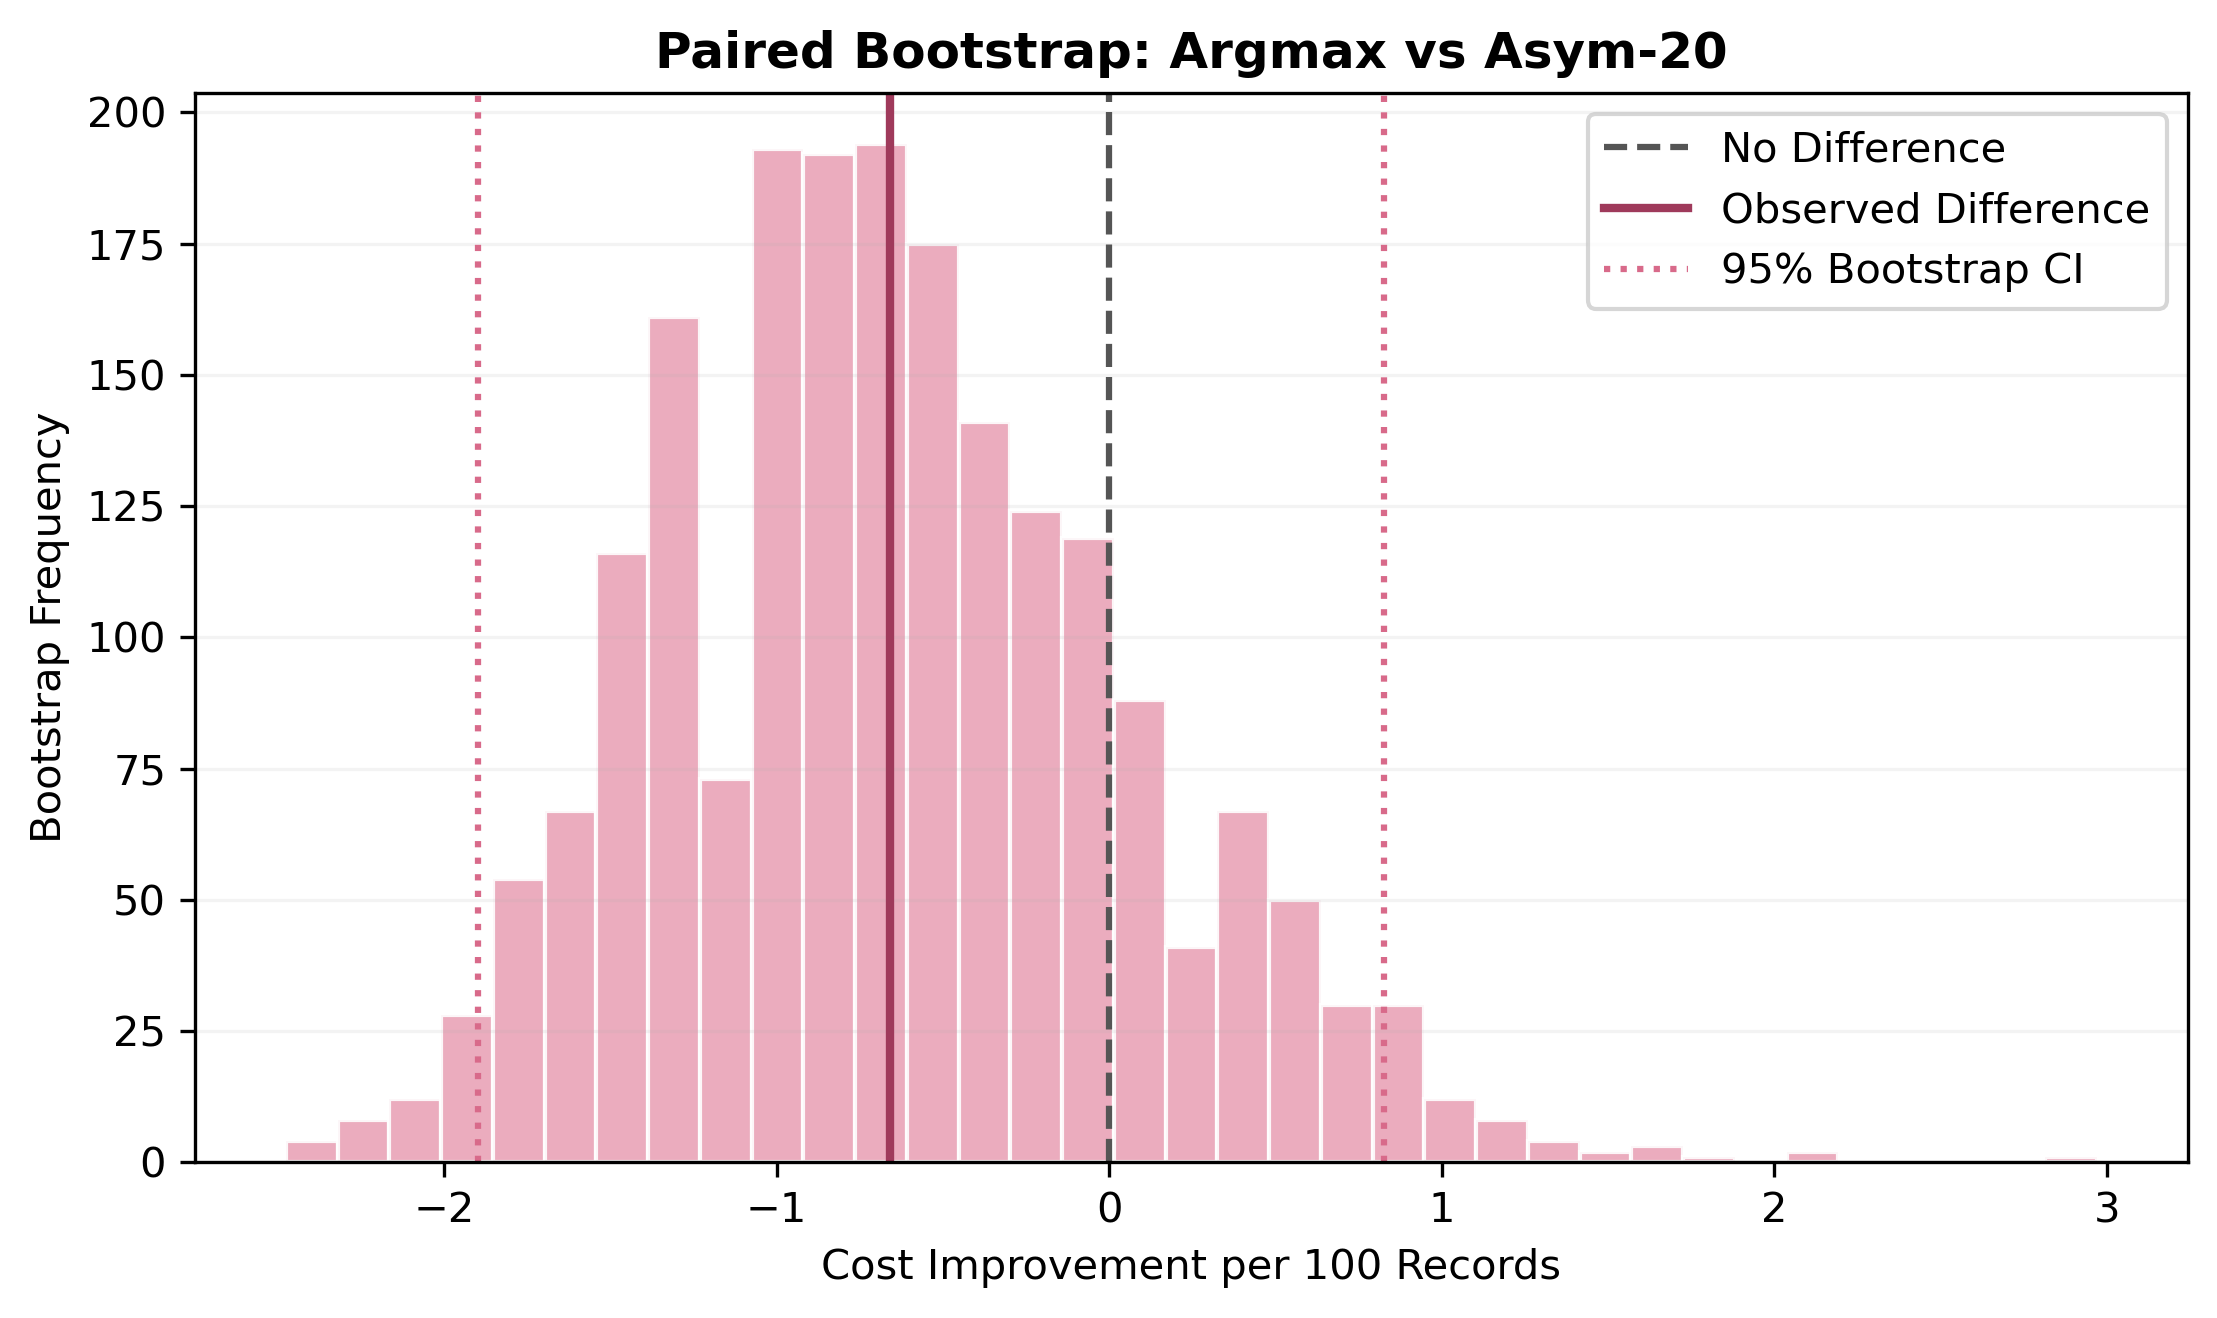 Paired Bootstrap: Argmax vs Asym-20
No Difference
Observed Difference
95% Bootstrap CI
Bootstrap Frequency
200
175
150
125
100
75
50
25
0
−2
−1
0
1
2
3
Cost Improvement per 100 Records